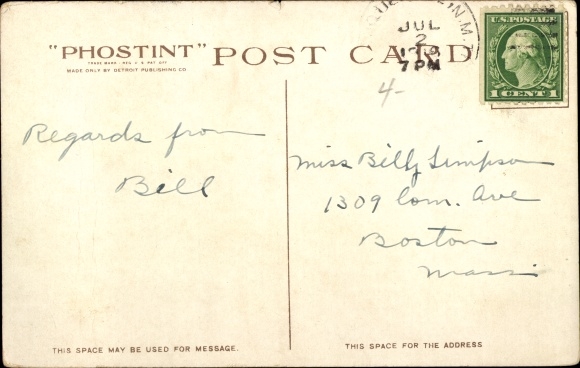 "PHOSTINT" POST CARD
TRADE MARK - REG. U.S. PAT. OFF.
MADE ONLY BY DETROIT PUBLISHING CO.
N.M.
JUL
2
7 PM
U.S. POSTAGE
1 CENT 1
4-
Regards from
Bill
Miss Billy Simpson
1309 Com. Ave
Boston
Mass
THIS SPACE MAY BE USED FOR MESSAGE.
THIS SPACE FOR THE ADDRESS